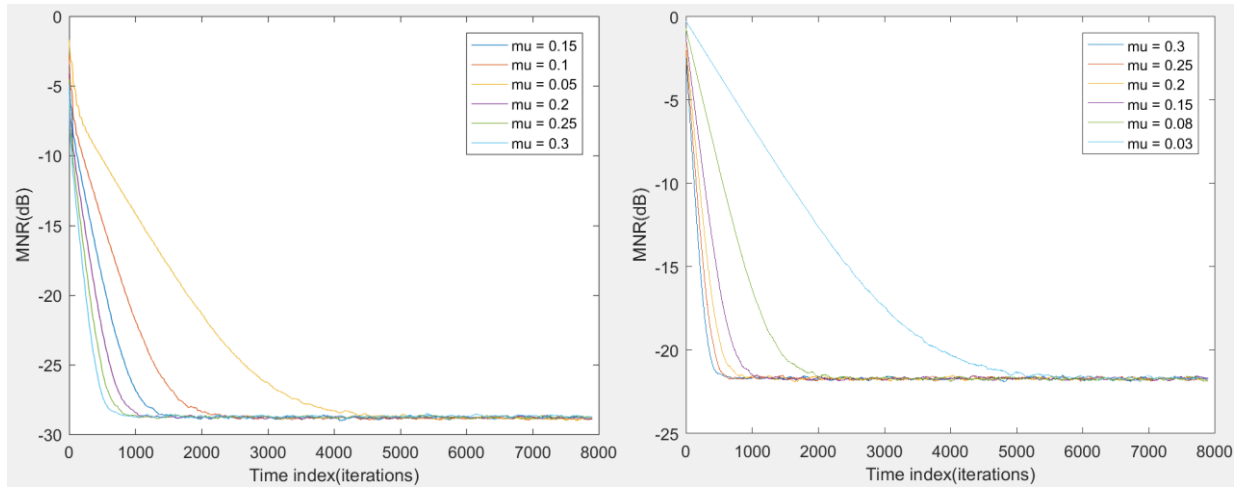 0
-5
-10
-15
-20
-25
-30
MNR(dB)
0 1000 2000 3000 4000 5000 6000 7000 8000
Time index(iterations)
mu = 0.15
mu = 0.1
mu = 0.05
mu = 0.2
mu = 0.25
mu = 0.3
0
-5
-10
-15
-20
-25
MNR(dB)
0 1000 2000 3000 4000 5000 6000 7000 8000
Time index(iterations)
mu = 0.3
mu = 0.25
mu = 0.2
mu = 0.15
mu = 0.08
mu = 0.03